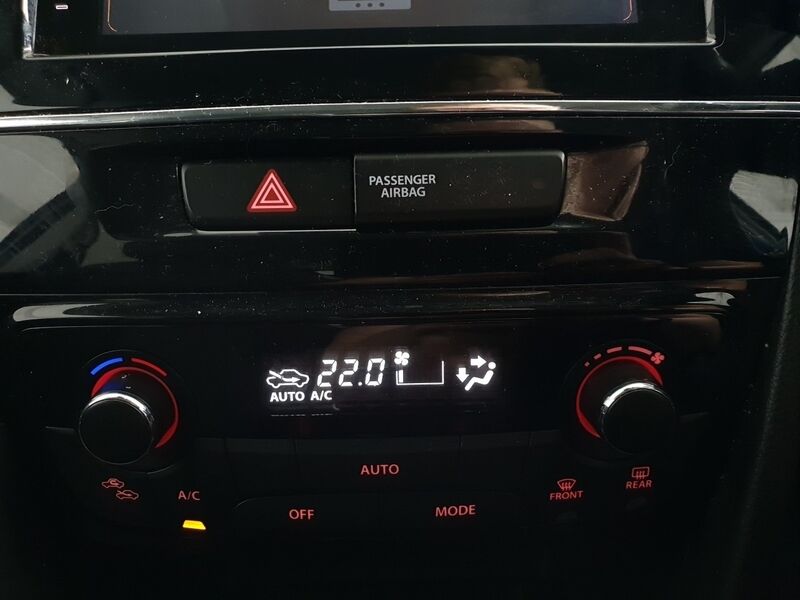 PASSENGER
AIRBAG
22.0
AUTO A/C
AUTO
A/C
OFF
MODE
FRONT
REAR